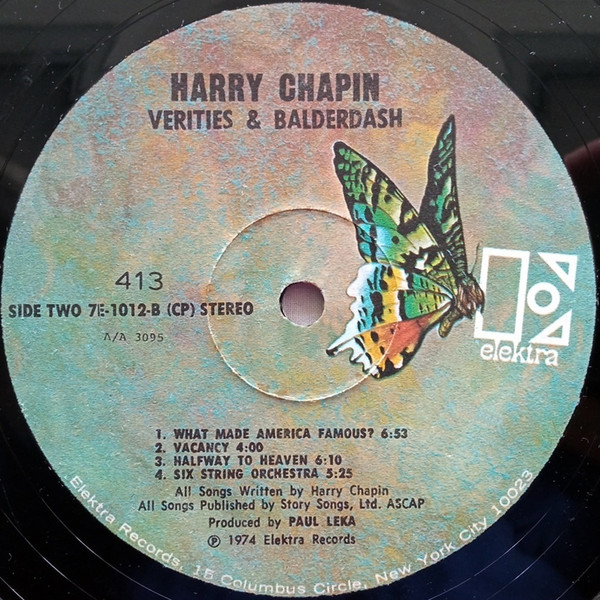 HARRY CHAPIN
VERITIES & BALDERDASH
elektra
413
SIDE TWO 7E-1012-B (CP) STEREO
A/A 3095
1. WHAT MADE AMERICA FAMOUS? 6:53
2. VACANCY 4:00
3. HALFWAY TO HEAVEN 6:10
4. SIX STRING ORCHESTRA 5:25
All Songs Written by Harry Chapin
All Songs Published by Story Songs, Ltd. ASCAP
Produced by PAUL LEKA
℗ 1974 Elektra Records
Elektra Records, 15 Columbus Circle, New York City 10023